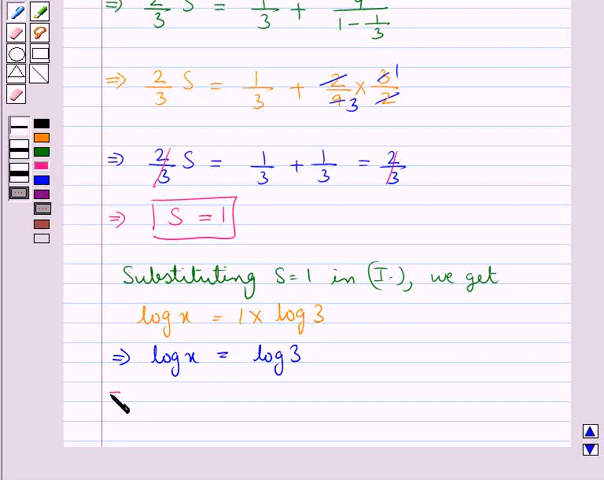 ⇒ 2/3 S = 1/3 + /(1 - 1/3)
⇒ 2/3 S = 1/3 + 2/9 3 × 3/2 1
⇒ 2/3 S = 1/3 + 1/3 = 2/3
⇒ S = 1
Substituting S=1 in (I.), we get
log x = 1 × log 3
⇒ log x = log 3